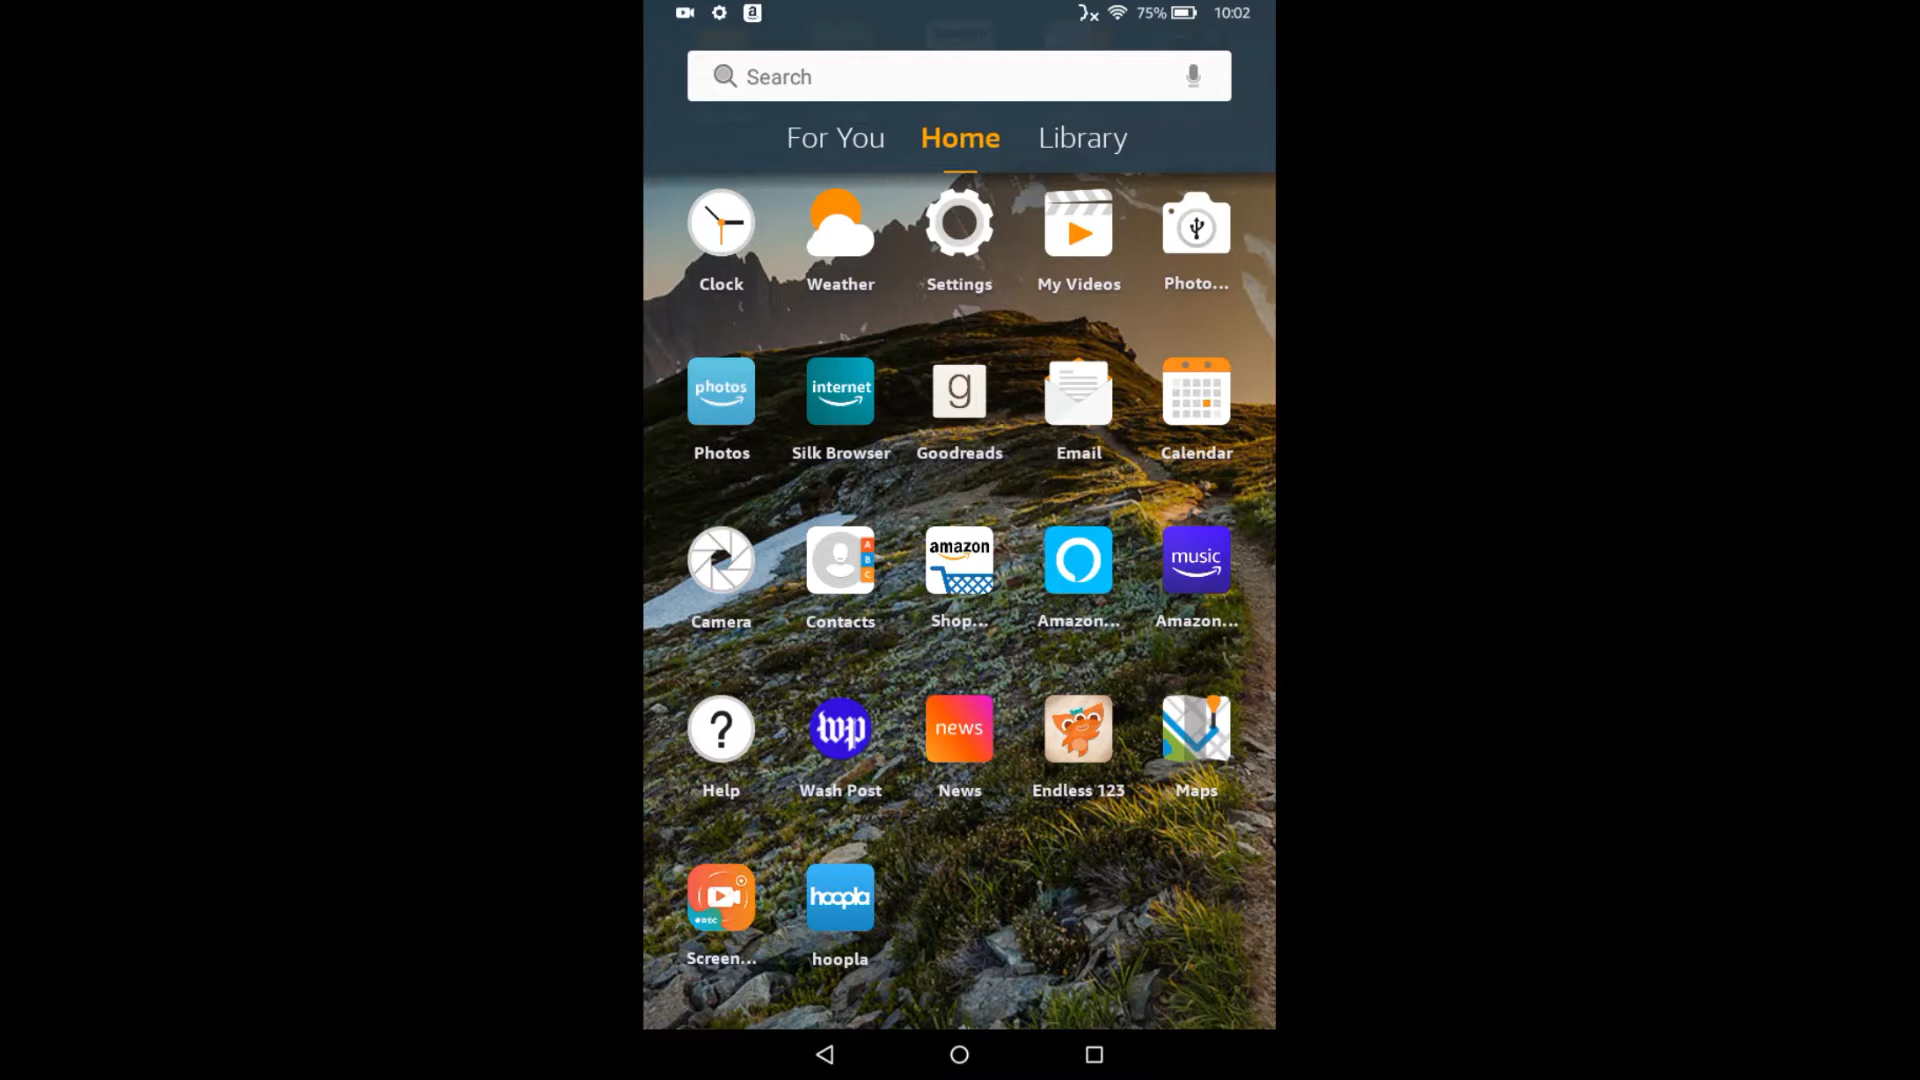 75% 10:02
Search
For You Home Library
Clock Weather Settings My Videos Photo...
photos internet g
Photos Silk Browser Goodreads Email Calendar
A
B
C
amazon music
Camera Contacts Shop... Amazon... Amazon...
? wp news
Help Wash Post News Endless 123 Maps
REC hoopla
Screen... hoopla